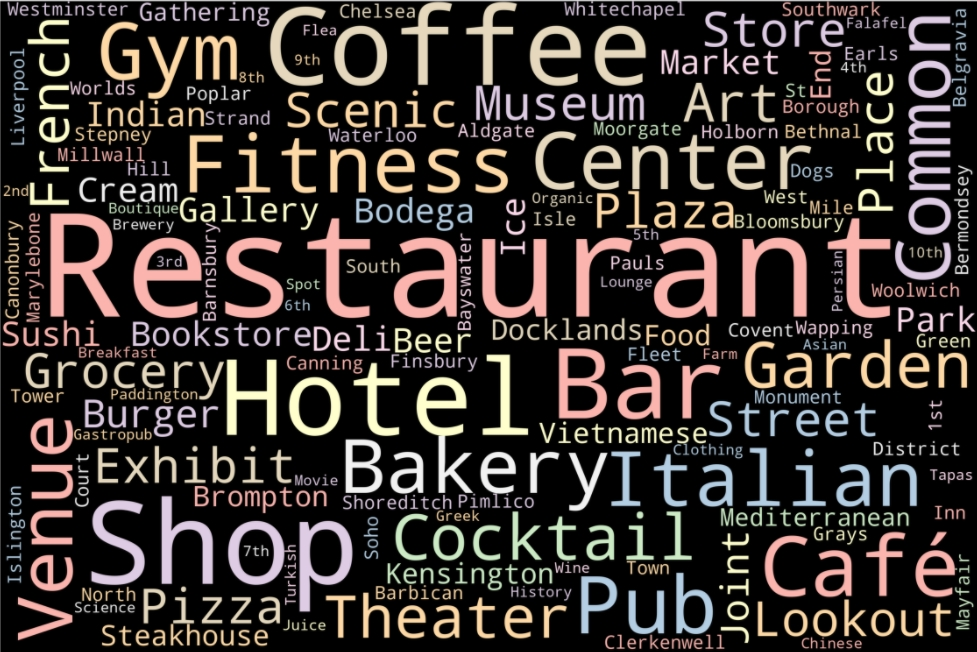 Westminster
Gathering
Chelsea
Whitechapel
Southwark
Coffee
Flea
9th
Store
Falafel
Belgravia
Liverpool
French
Gym
8th
Market
Earls
4th
End
Common
Worlds
Poplar
Scenic
Museum
Art
St
Borough
Place
Indian
Strand
Stepney
Waterloo
Aldgate
Moorgate
Holborn
Bethnal
Millwall
Hill
Fitness
Center
Dogs
2nd
Cream
Organic
West
Bermondsey
Boutique
Gallery
Bodega
Ice
Isle
Plaza
Mile
Brewery
Bloomsbury
Canonbury
Marylebone
Restaurant
5th
10th
3rd
Barnsbury
South
Bayswater
Pauls
Persian
Spot
Lounge
Woolwich
6th
Sushi
Bookstore
Deli
Beer
Docklands
Food
Covent
Wapping
Park
Green
Breakfast
Asian
Grocery
Canning
Finsbury
Bar
Fleet
Farm
Garden
Tower
Paddington
Hotel
Monument
Burger
Street
1st
Gastropub
Vietnamese
Venue
Court
Exhibit
Movie
Bakery
Clothing
Italian
District
Tapas
Brompton
Shoreditch
Pimlico
Islington
Shop
7th
Soho
Greek
Cocktail
Mediterranean
Inn
Grays
Turkish
Kensington
Wine
Town
Joint
Café
Mayfair
North
Science
Pizza
Barbican
History
Pub
Juice
Theater
Lookout
Steakhouse
Clerkenwell
Chinese